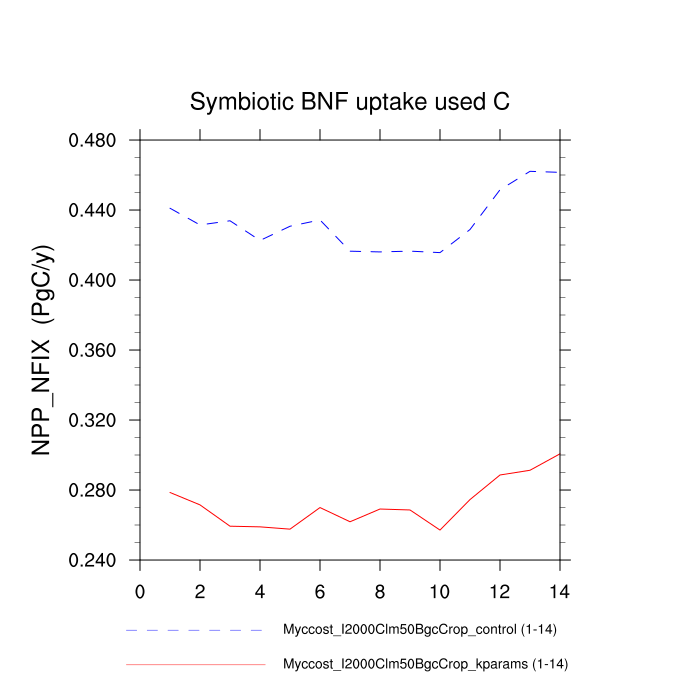 Symbiotic BNF uptake used C
NPP_NFIX (PgC/y)
0.480
0.440
0.400
0.360
0.320
0.280
0.240
0 2 4 6 8 10 12 14
Myccost_I2000Clm50BgcCrop_control (1-14)
Myccost_I2000Clm50BgcCrop_kparams (1-14)